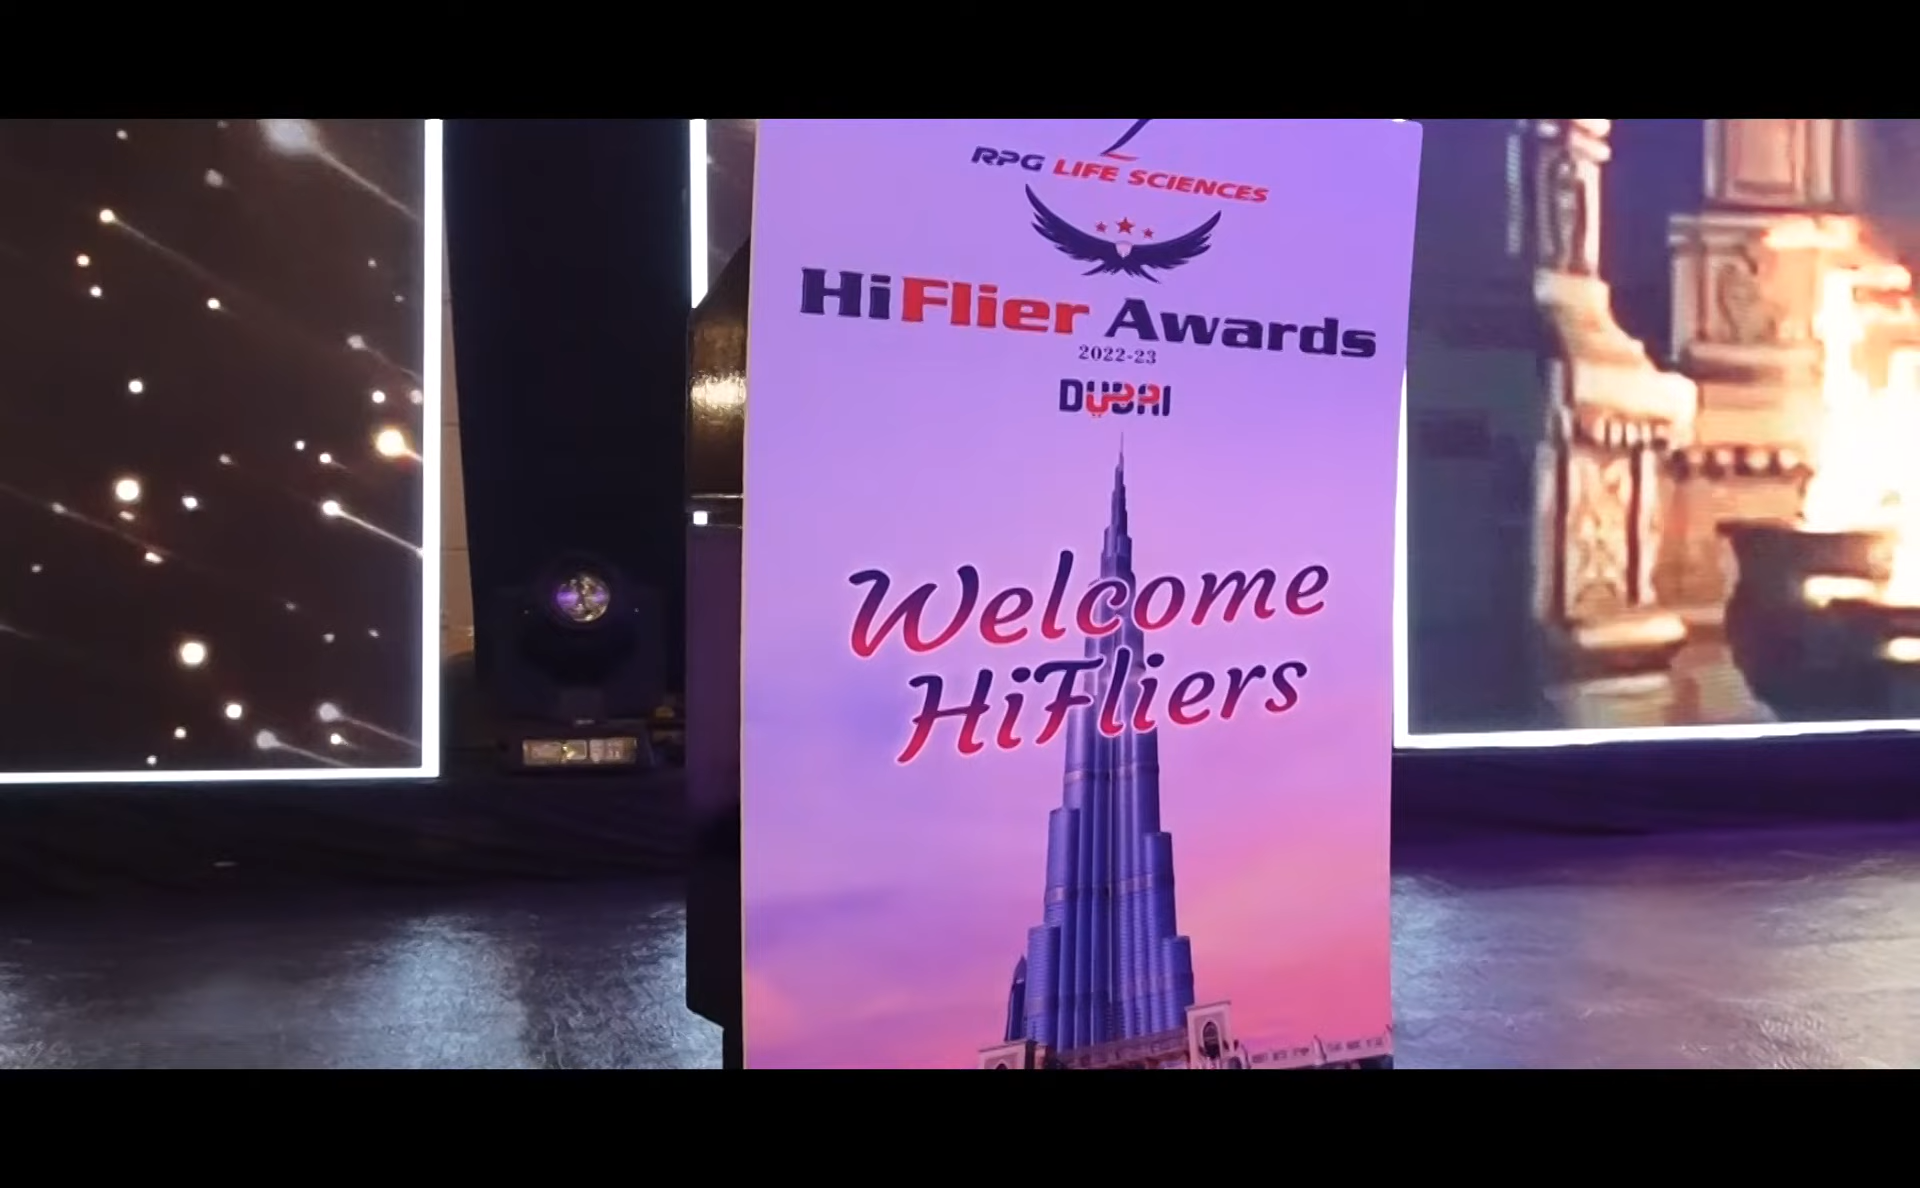 RPG LIFE SCIENCES
HiFlier Awards
2022-23
DUBAI
Welcome
HiFliers